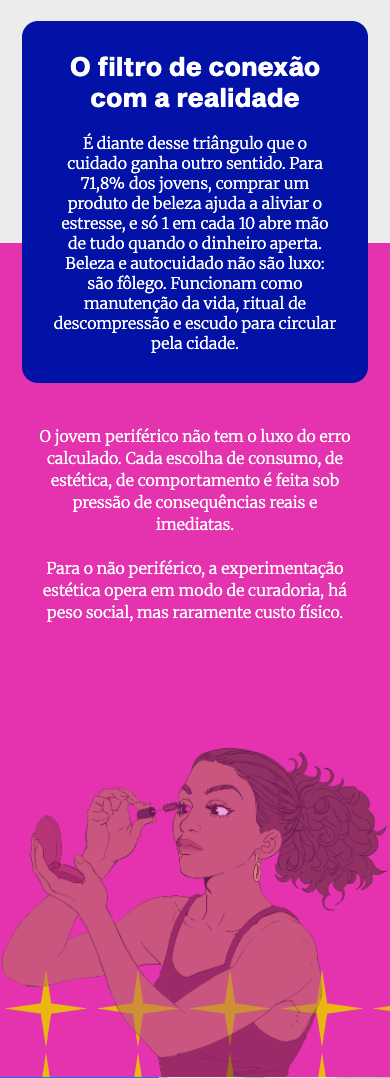 O filtro de conexão
com a realidade
É diante desse triângulo que o
cuidado ganha outro sentido. Para
71,8% dos jovens, comprar um
produto de beleza ajuda a aliviar o
estresse, e só 1 em cada 10 abre mão
de tudo quando o dinheiro aperta.
Beleza e autocuidado não são luxo:
são fôlego. Funcionam como
manutenção da vida, ritual de
descompressão e escudo para circular
pela cidade.
O jovem periférico não tem o luxo do erro
calculado. Cada escolha de consumo, de
estética, de comportamento é feita sob
pressão de consequências reais e
imediatas.
Para o não periférico, a experimentação
estética opera em modo de curadoria, há
peso social, mas raramente custo físico.